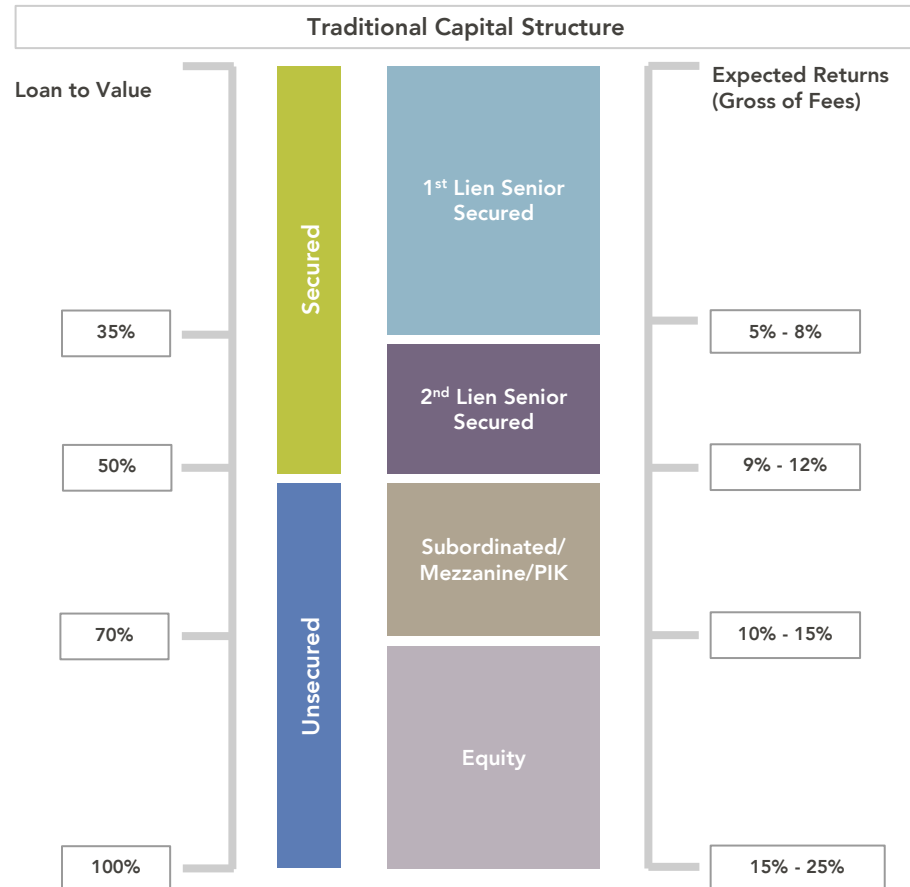 Traditional Capital Structure
Loan to Value
Expected Returns
(Gross of Fees)
Secured
1st Lien Senior
Secured
35%
5% - 8%
2nd Lien Senior
Secured
50%
9% - 12%
Unsecured
Subordinated/
Mezzanine/PIK
70%
10% - 15%
Equity
100%
15% - 25%